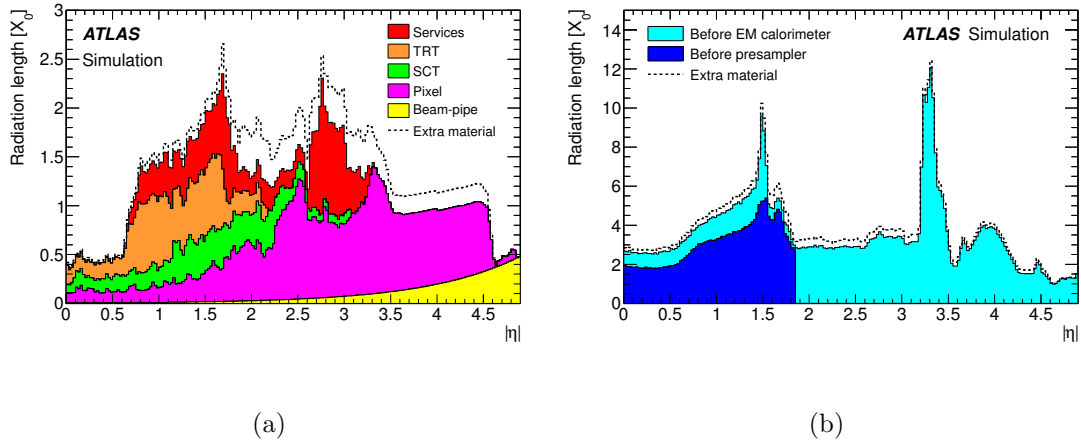 Radiation length [X0]
3
2.5
2
1.5
1
0.5
0
ATLAS
Simulation
Services
TRT
SCT
Pixel
Beam-pipe
Extra material
0 0.5 1 1.5 2 2.5 3 3.5 4 4.5
|η|
(a)
Radiation length [X0]
14
12
10
8
6
4
2
0
Before EM calorimeter
Before presampler
Extra material
ATLAS Simulation
0 0.5 1 1.5 2 2.5 3 3.5 4 4.5
|η|
(b)